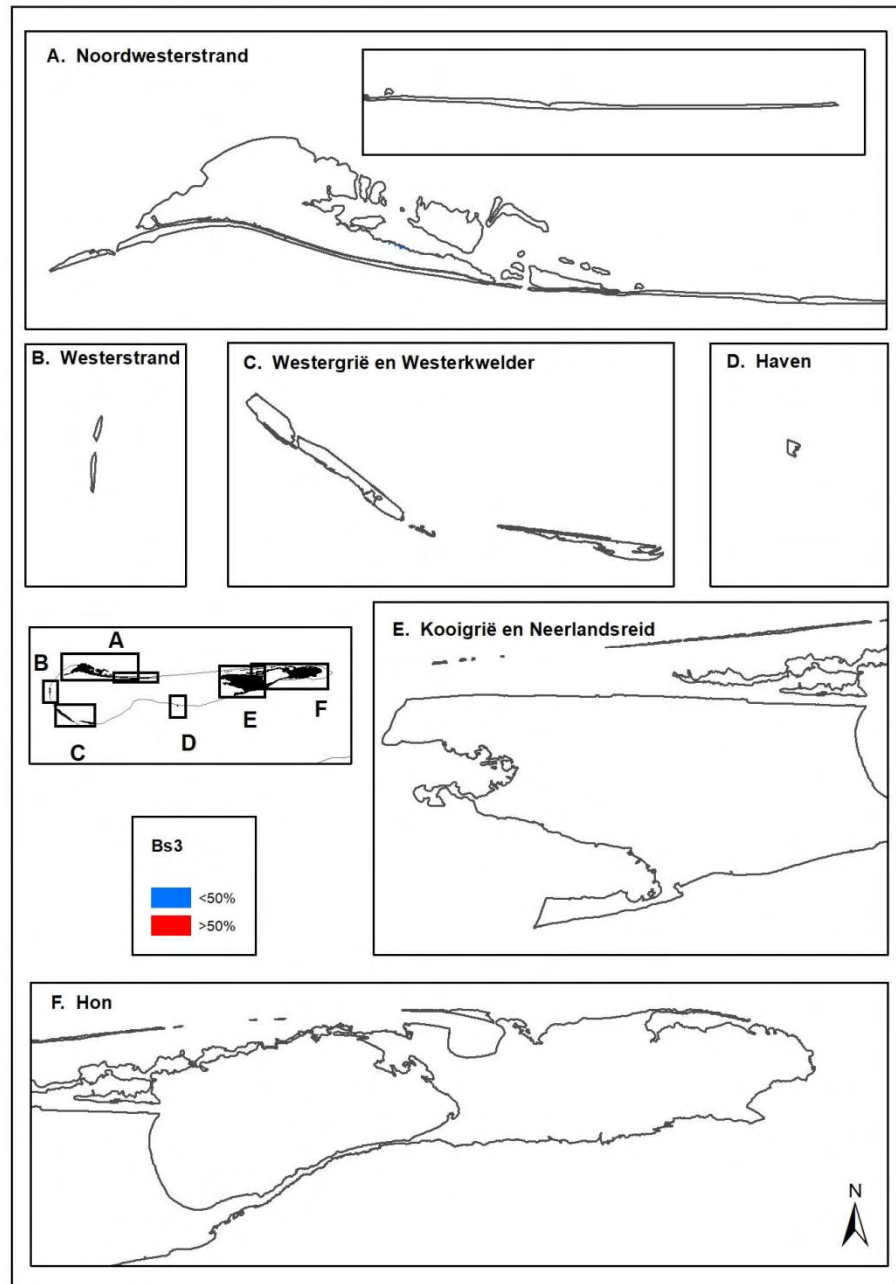 A. Noordwesterstrand
B. Westerstrand
C. Westergrië en Westerkwelder
D. Haven
A
B
C
D
E
F
E. Kooigrië en Neerlandsreid
Bs3
<50%
>50%
F. Hon
N